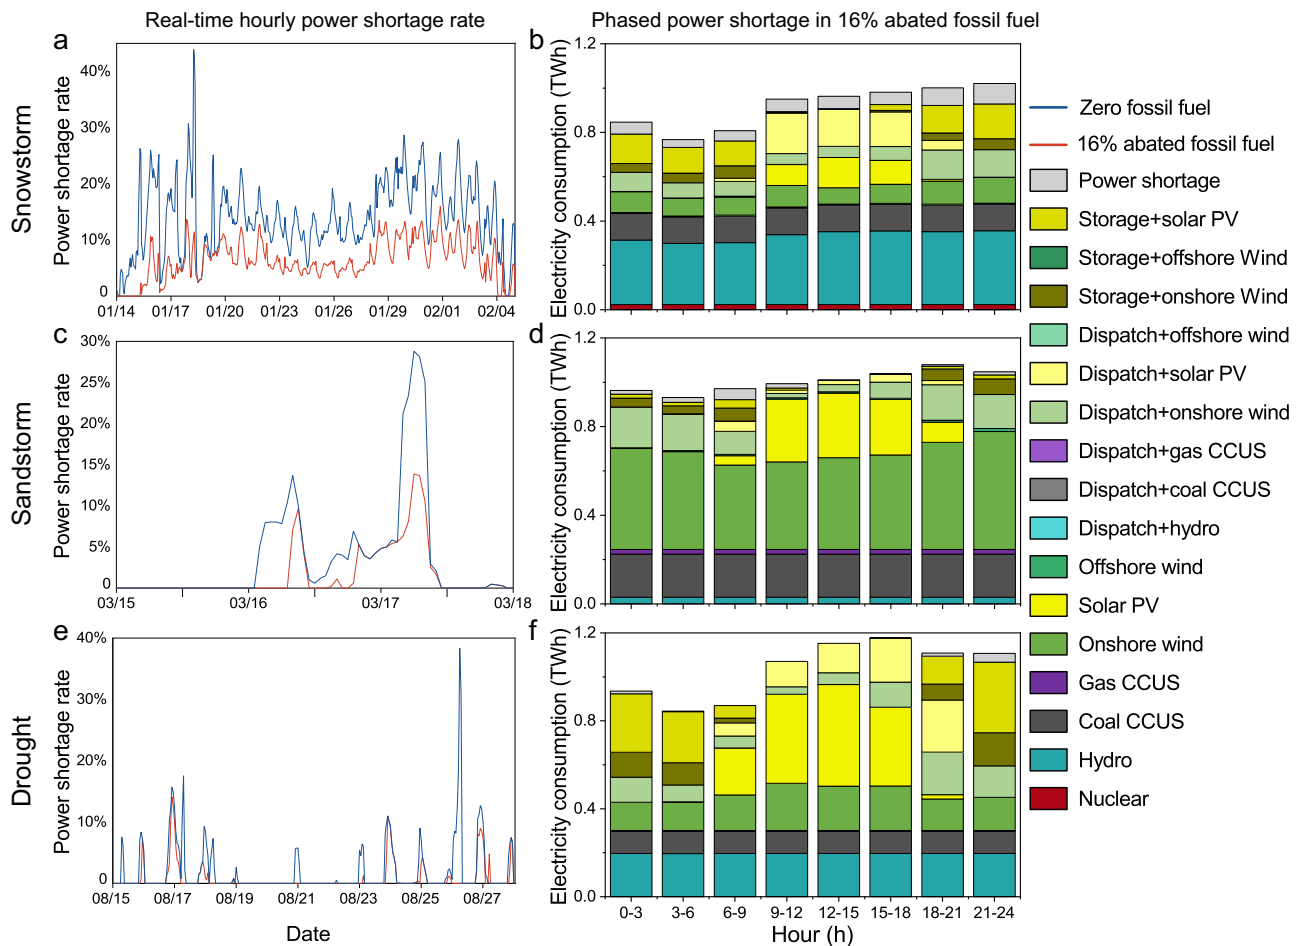 Real-time hourly power shortage rate
Phased power shortage in 16% abated fossil fuel
Snowstorm
a
Power shortage rate
40%
30%
20%
10%
0
01/14
01/17
01/20
01/23
01/26
01/29
02/01
02/04
b
Electricity consumption (TWh)
1.2
0.8
0.4
0.0
Sandstorm
c
Power shortage rate
30%
25%
20%
15%
10%
5%
0
03/15
03/16
03/17
03/18
d
Electricity consumption (TWh)
1.2
0.8
0.4
0.0
Drought
e
Power shortage rate
40%
30%
20%
10%
0
08/15
08/17
08/19
08/21
08/23
08/25
08/27
Date
f
Electricity consumption (TWh)
1.2
0.8
0.4
0.0
0-3
3-6
6-9
9-12
12-15
15-18
18-21
21-24
Hour (h)
Zero fossil fuel
16% abated fossil fuel
Power shortage
Storage+solar PV
Storage+offshore Wind
Storage+onshore Wind
Dispatch+offshore wind
Dispatch+solar PV
Dispatch+onshore wind
Dispatch+gas CCUS
Dispatch+coal CCUS
Dispatch+hydro
Offshore wind
Solar PV
Onshore wind
Gas CCUS
Coal CCUS
Hydro
Nuclear